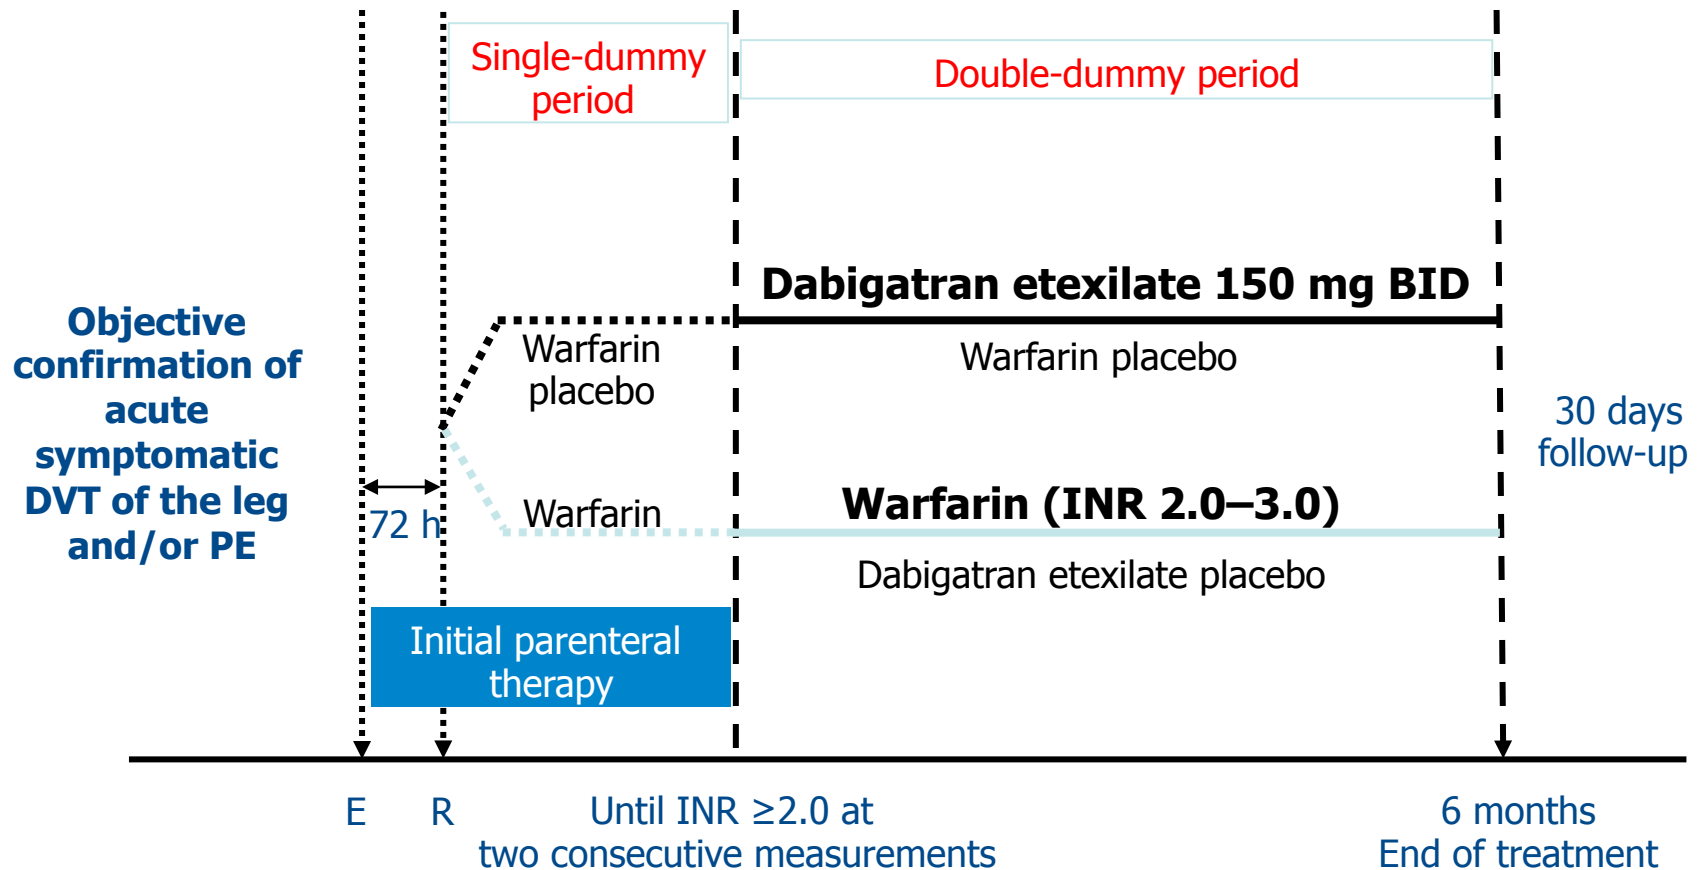 Single-dummy
period
Double-dummy period
Objective
confirmation of
acute
symptomatic
DVT of the leg
and/or PE
72 h
Dabigatran etexilate 150 mg BID
Warfarin
placebo
Warfarin placebo
Warfarin
Warfarin (INR 2.0–3.0)
Dabigatran etexilate placebo
30 days
follow-up
Initial parenteral
therapy
E
R
Until INR ≥2.0 at
two consecutive measurements
6 months
End of treatment